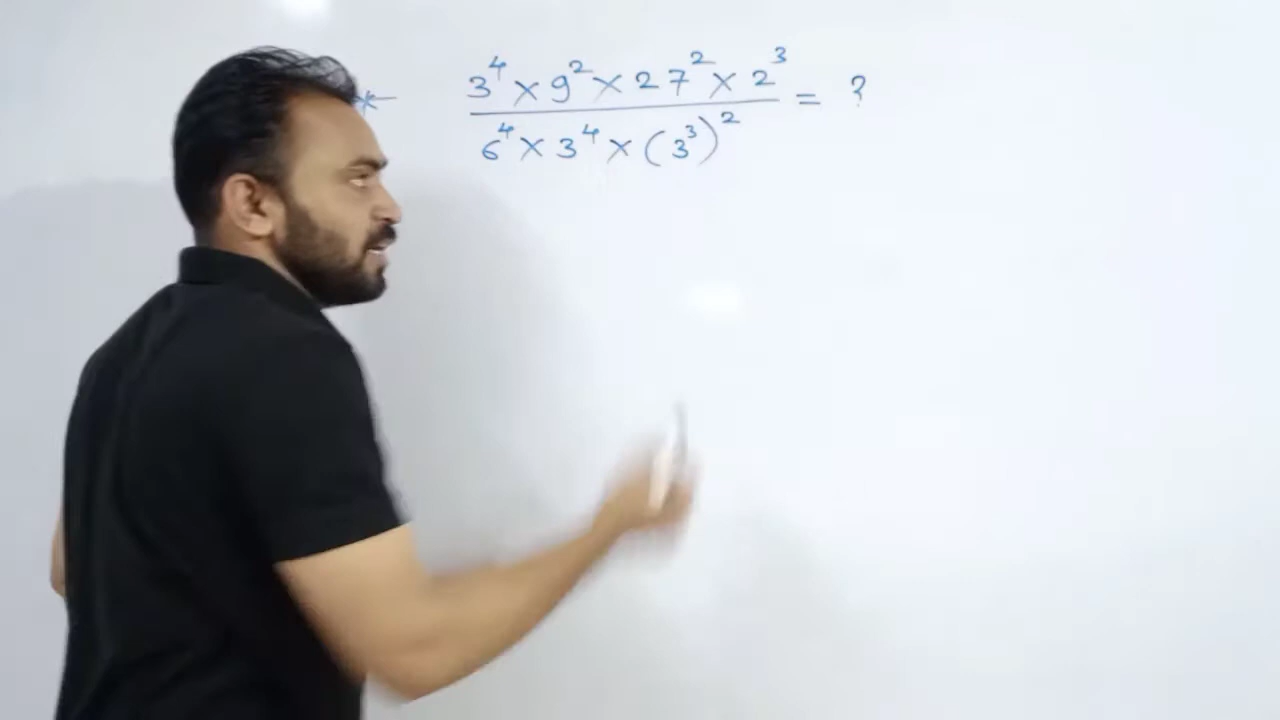 * 3⁴ × 9² × 27² × 2³ = ?
6⁴ × 3⁴ × (3³)²